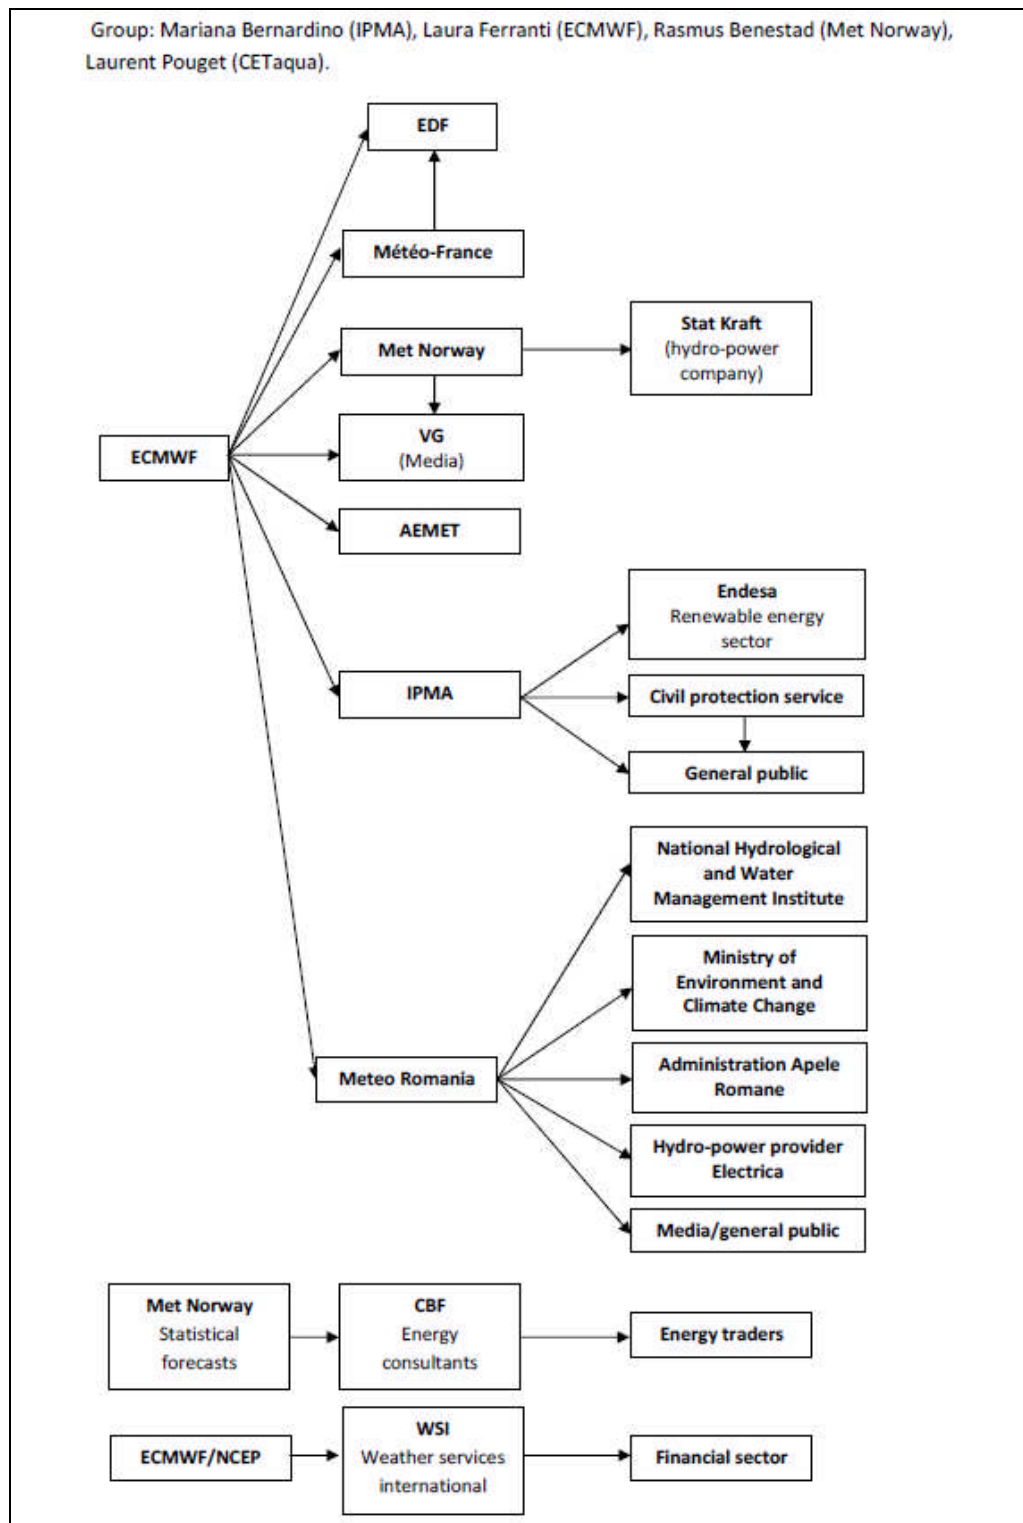 Group: Mariana Bernardino (IPMA), Laura Ferranti (ECMWF), Rasmus Benestad (Met Norway),
Laurent Pouget (CETaqua).
EDF
Météo-France
Met Norway
Stat Kraft
(hydro-power
company)
VG
(Media)
ECMWF
AEMET
IPMA
Endesa
Renewable energy
sector
Civil protection service
General public
National Hydrological
and Water
Management Institute
Ministry of
Environment and
Climate Change
Meteo Romania
Administration Apele
Romane
Hydro-power provider
Electrica
Media/general public
Met Norway
Statistical
forecasts
CBF
Energy
consultants
Energy traders
ECMWF/NCEP
WSI
Weather services
international
Financial sector